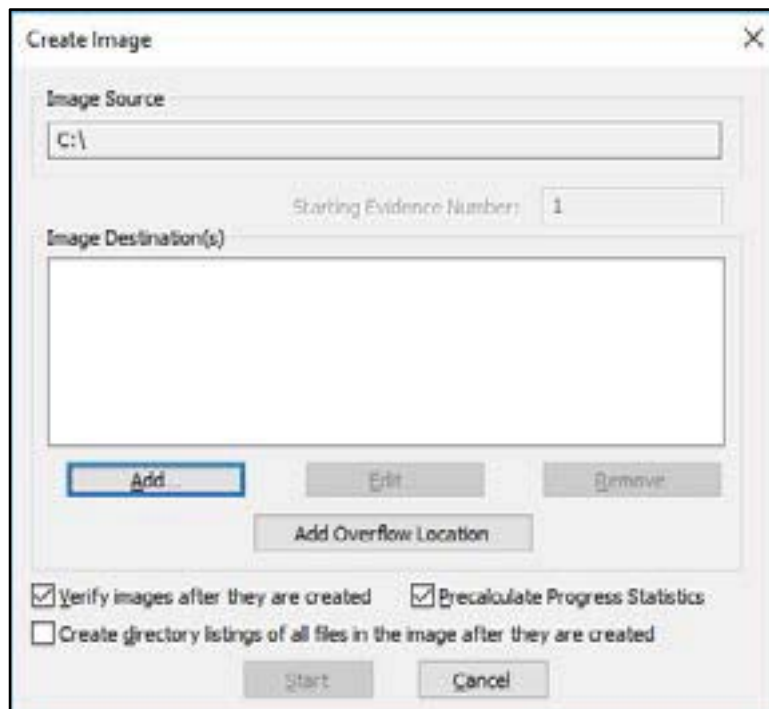 Create Image
Image Source
C:\
Starting Evidence Number: 1
Image Destination(s)
Add... Edit... Remove
Add Overflow Location
Verify images after they are created Precalculate Progress Statistics
Create directory listings of all files in the image after they are created
Start Cancel